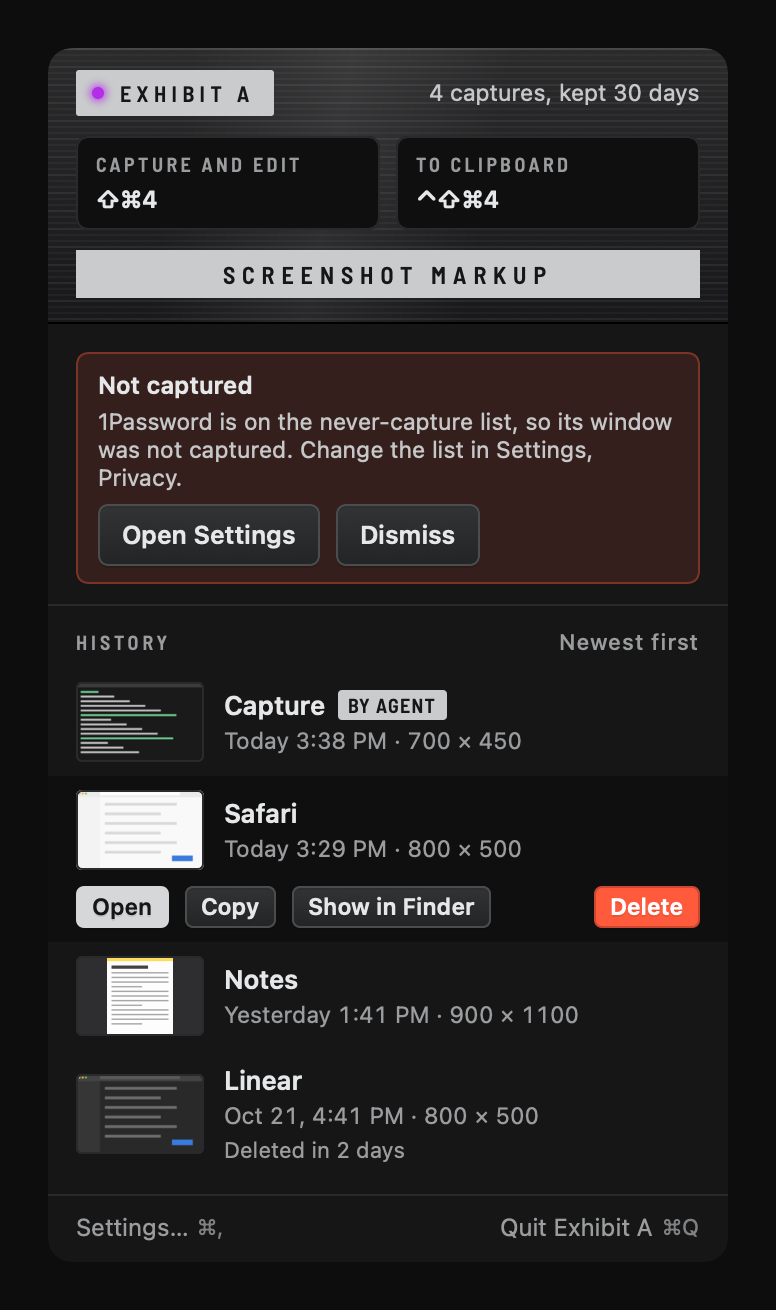 EXHIBIT A
4 captures, kept 30 days
CAPTURE AND EDIT
⇧⌘4
TO CLIPBOARD
⌃⇧⌘4
SCREENSHOT MARKUP
Not captured
1Password is on the never-capture list, so its window
was not captured. Change the list in Settings,
Privacy.
Open Settings
Dismiss
HISTORY
Newest first
Capture BY AGENT
Today 3:38 PM · 700 × 450
Safari
Today 3:29 PM · 800 × 500
Open
Copy
Show in Finder
Delete
Notes
Yesterday 1:41 PM · 900 × 1100
Linear
Oct 21, 4:41 PM · 800 × 500
Deleted in 2 days
Settings... ⌘,
Quit Exhibit A ⌘Q